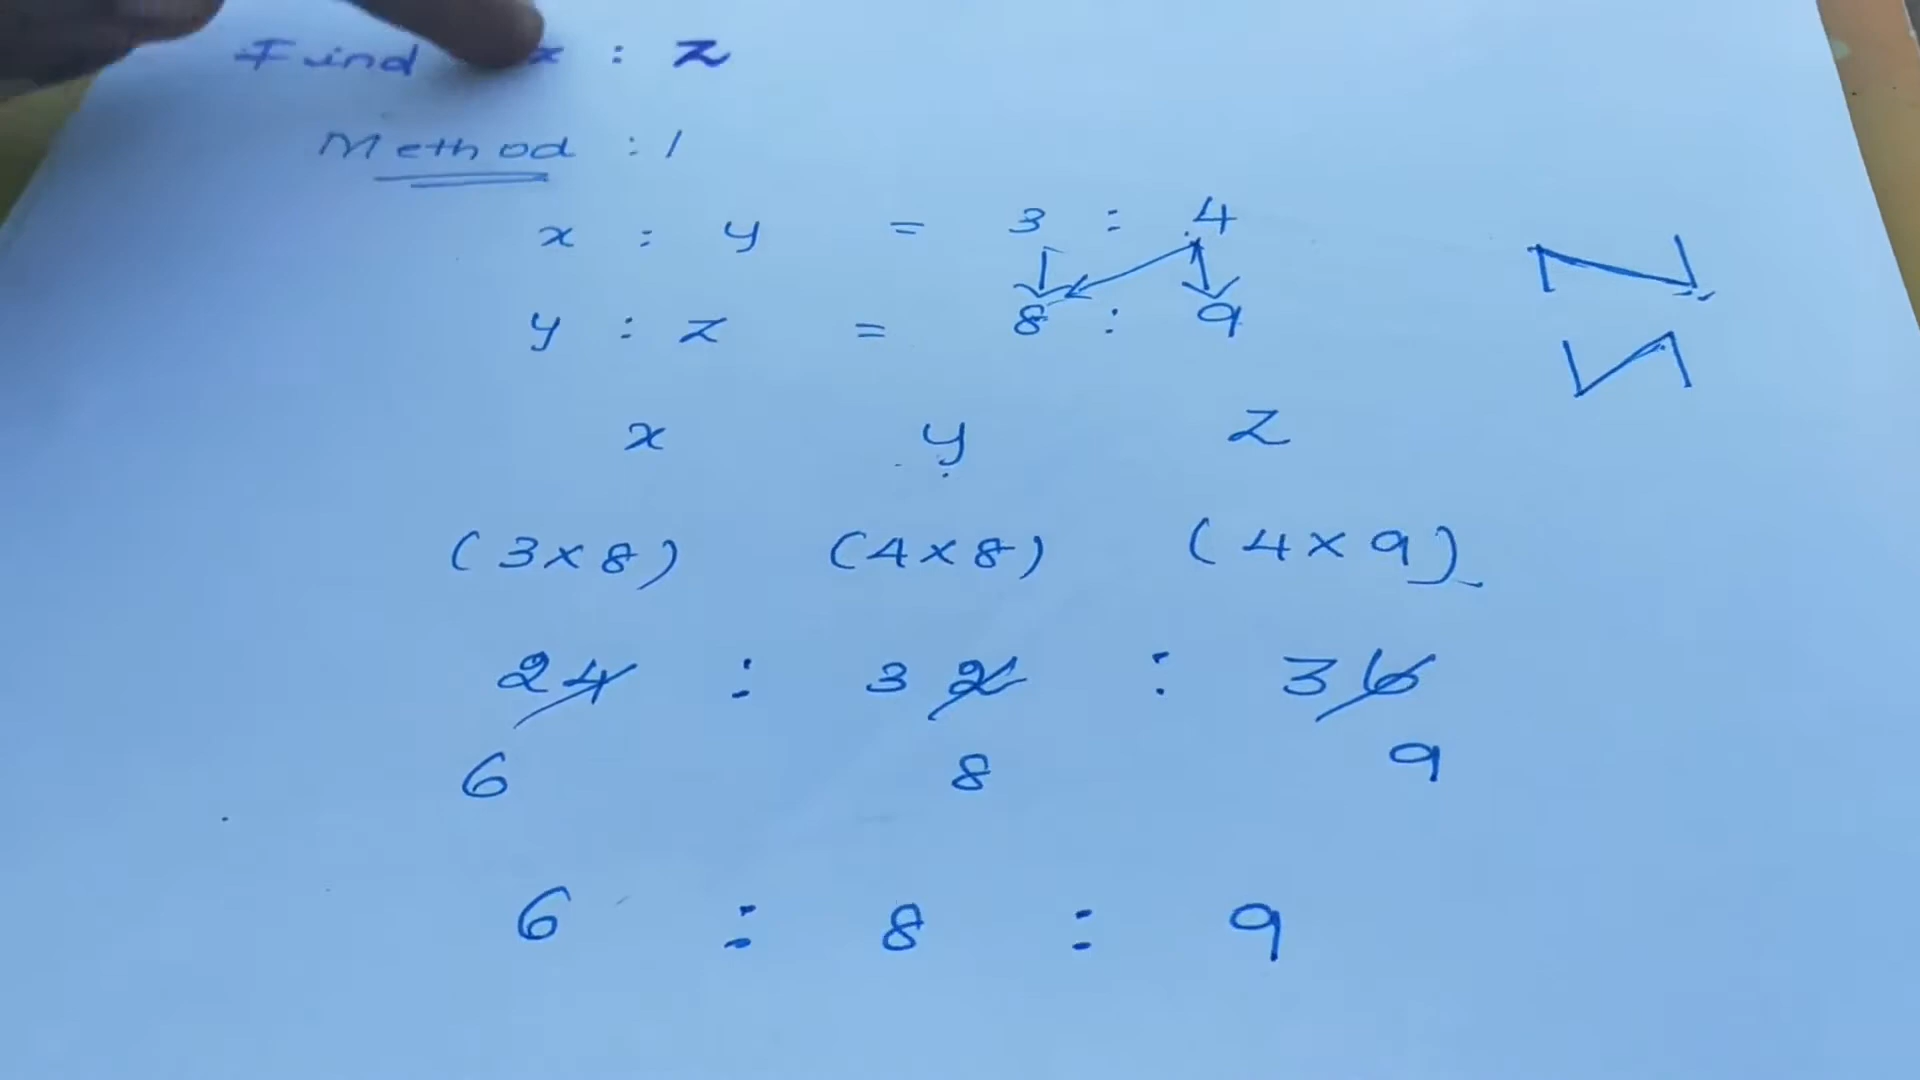 Find x : z
Method : 1
x : y = 3 : 4
y : z = 8 : 9
x y z
(3×8) (4×8) (4×9)
24 : 32 : 36
6 8 9
6 : 8 : 9